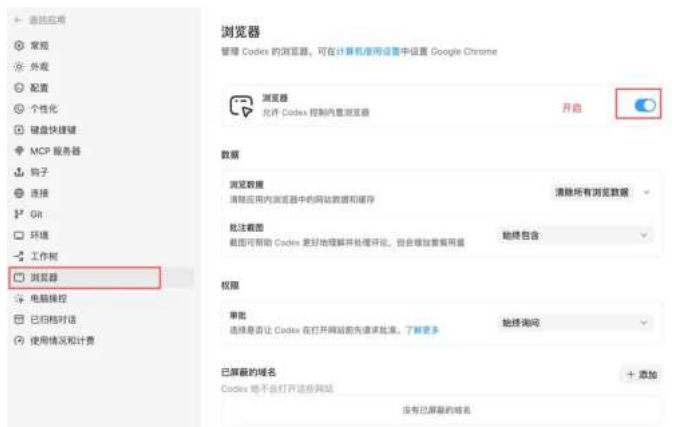 ← 返回应用
常规
外观
配置
个性化
键盘快捷键
MCP 服务器
钩子
连接
Git
环境
工作树
浏览器
电脑操控
已归档对话
使用情况和计费
浏览器
管理 Codex 的浏览器。可在计算机使用设置中设置 Google Chrome
浏览器
允许 Codex 控制内置浏览器
开启
数据
浏览数据
清除应用内浏览器中的网站数据和缓存
清除所有浏览数据
批注截图
截图可帮助 Codex 更好地理解并处理评论，但会增加套餐用量
始终包含
权限
审批
选择是否让 Codex 在打开网站前先请求批准。了解更多
始终询问
已屏蔽的域名
+ 添加
Codex 绝不会打开这些网站
没有已屏蔽的域名